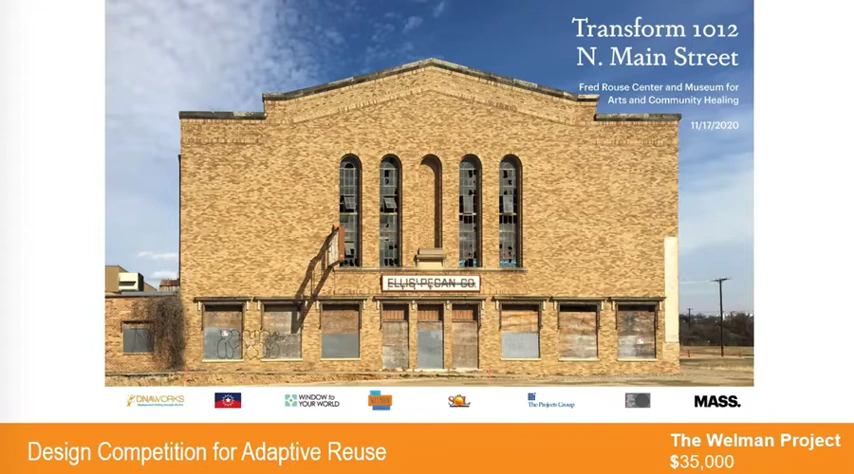 Transform 1012
N. Main Street
Fred Rouse Center and Museum for
Arts and Community Healing
11/17/2020
ELLIS PECAN CO.
DNAWORKS
WINDOW to
YOUR WORLD
SOL
The Projects Group
MASS.
Design Competition for Adaptive Reuse
The Welman Project
$35,000